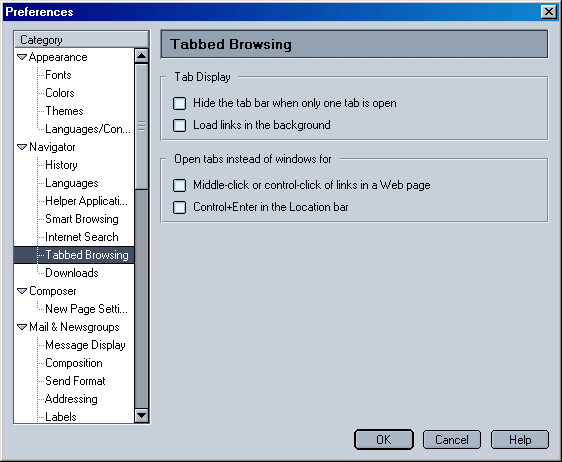 Preferences
Category
Appearance
Fonts
Colors
Themes
Languages/Con...
Navigator
History
Languages
Helper Applicati...
Smart Browsing
Internet Search
Tabbed Browsing
Downloads
Composer
New Page Setti...
Mail & Newsgroups
Message Display
Composition
Send Format
Addressing
Labels
Tabbed Browsing
Tab Display
Hide the tab bar when only one tab is open
Load links in the background
Open tabs instead of windows for
Middle-click or control-click of links in a Web page
Control+Enter in the Location bar
OK
Cancel
Help